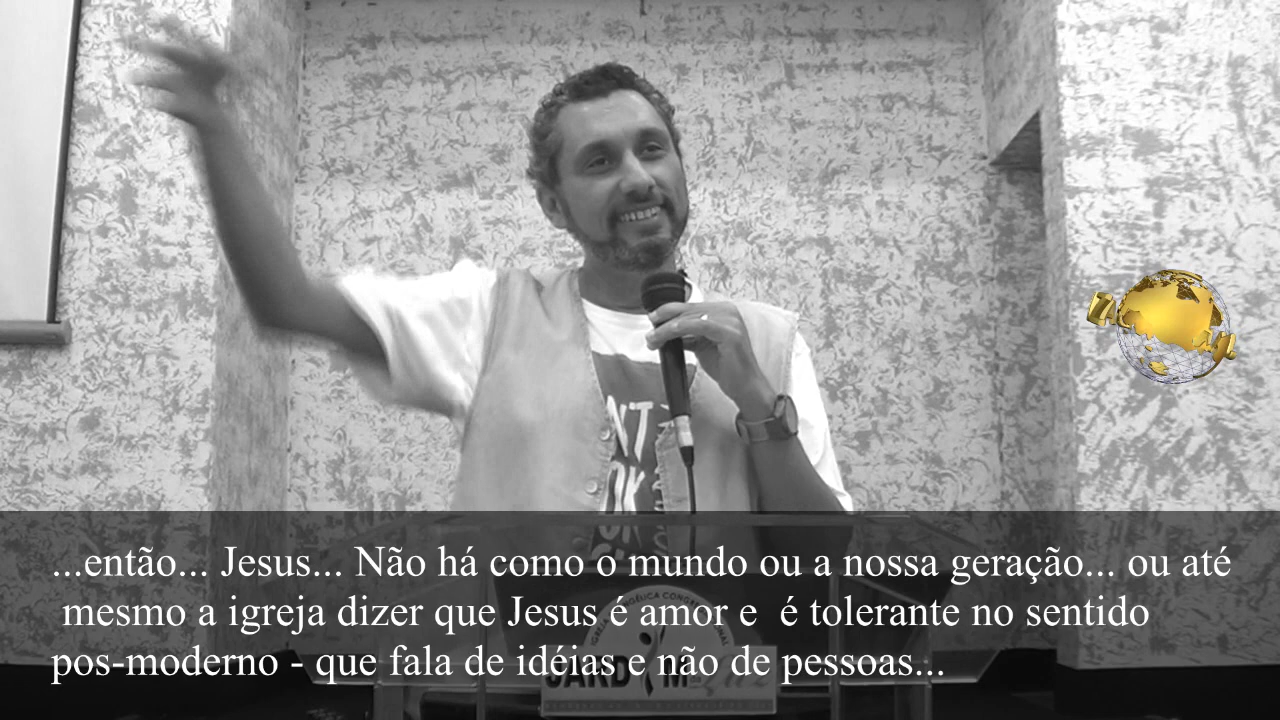 ...então... Jesus... Não há como o mundo ou a nossa geração... ou até
mesmo a igreja dizer que Jesus é amor e  é tolerante no sentido
pos-moderno - que fala de idéias e não de pessoas...